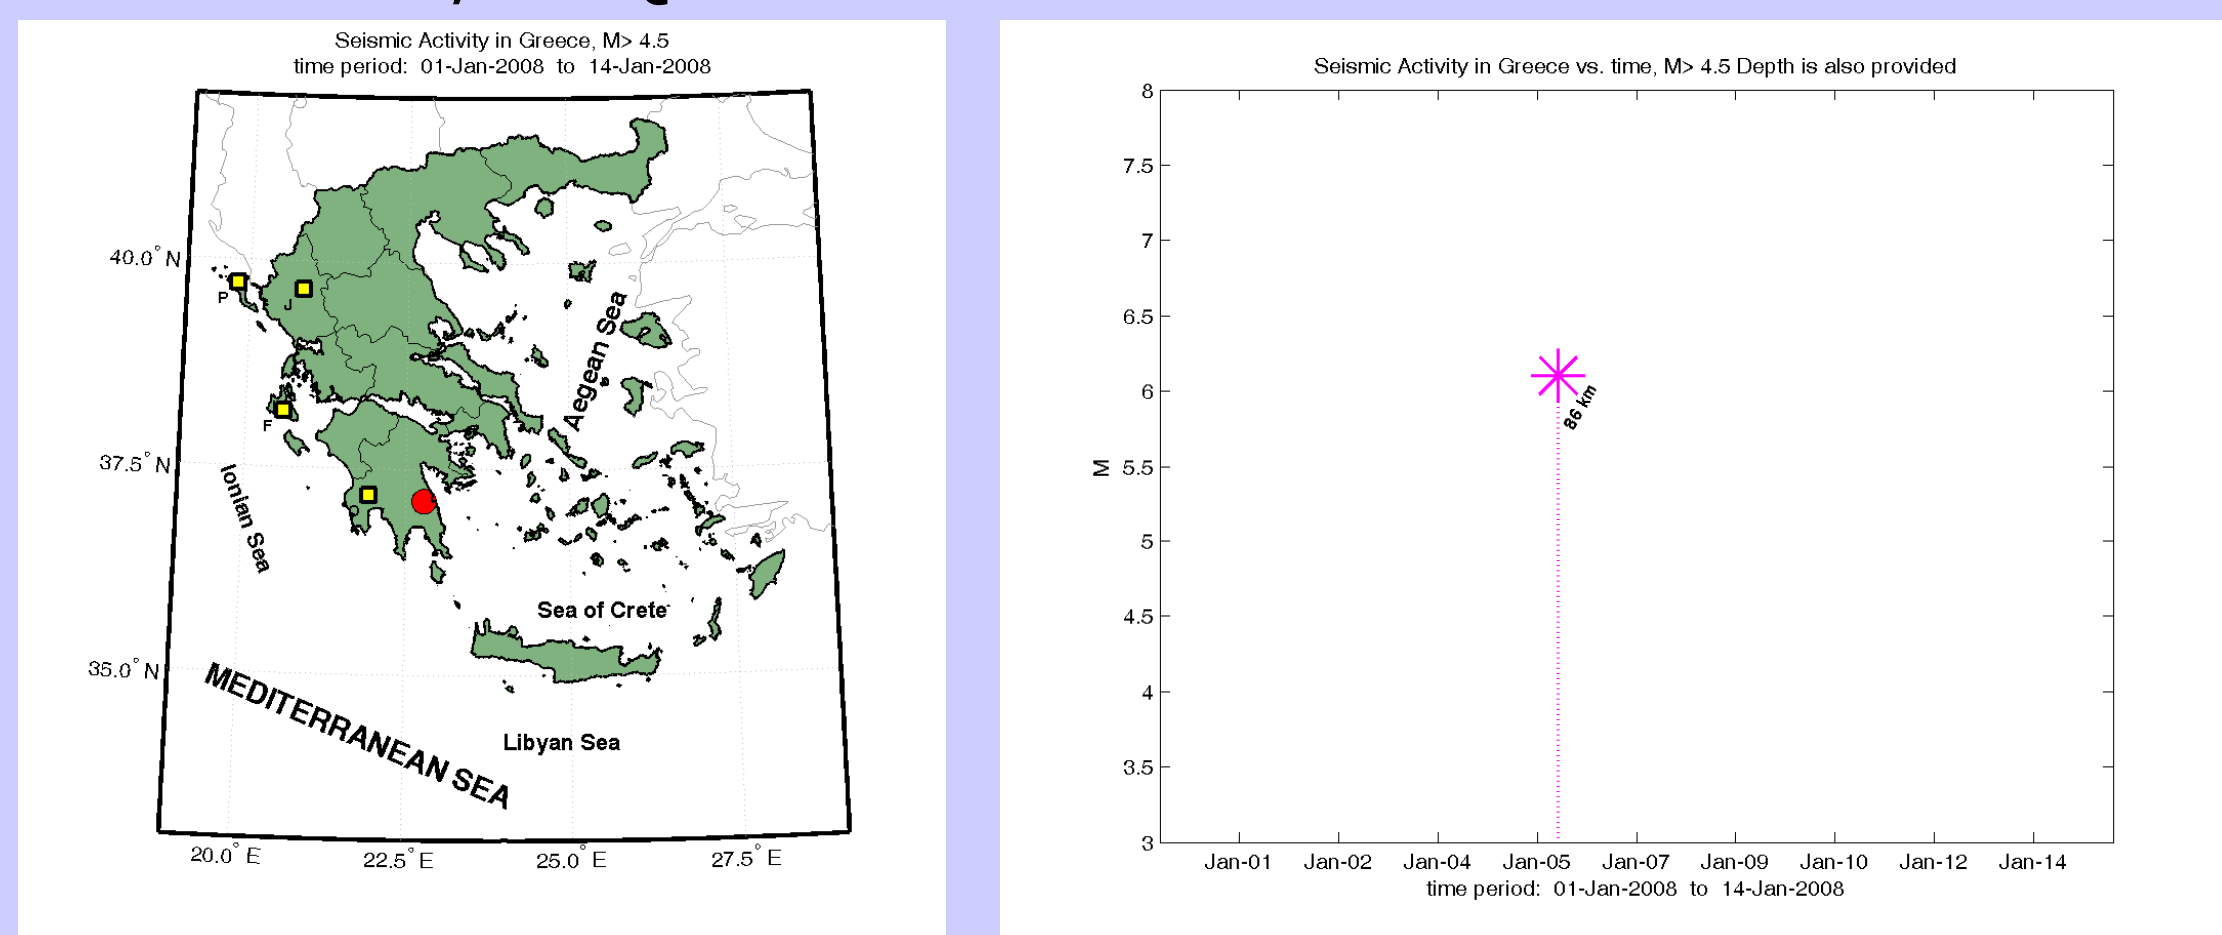 Seismic Activity in Greece, M> 4.5
time period: 01-Jan-2008 to 14-Jan-2008
40.0° N
P
J
Aegean Sea
F
37.5° N
Ionian Sea
O
Sea of Crete
35.0° N
MEDITERRANEAN SEA
Libyan Sea
20.0° E
22.5° E
25.0° E
27.5° E
Seismic Activity in Greece vs. time, M> 4.5 Depth is also provided
8
7.5
7
6.5
6
5.5
5
4.5
4
3.5
3
M
86 km
Jan-01 Jan-02 Jan-04 Jan-05 Jan-07 Jan-09 Jan-10 Jan-12 Jan-14
time period: 01-Jan-2008 to 14-Jan-2008